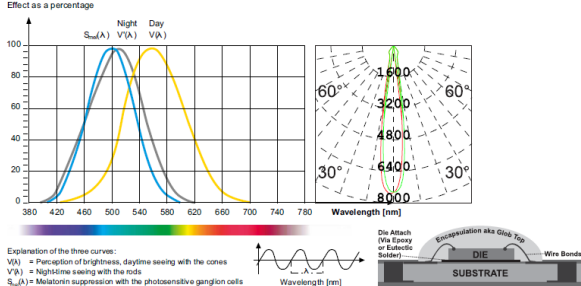 Effect as a percentage
Night Day
Smel(λ) V'(λ) V(λ)
100
80
60
40
20
0
380 420 460 500 540 580 620 660 700 740 780
Wavelength [nm]
1600
3200
4800
6400
8000
60° 60°
30° 30°
Explanation of the three curves:
V(λ) = Perception of brightness, daytime seeing with the cones
V'(λ) = Night-time seeing with the rods
Smel(λ) = Melatonin suppression with the photosensitive ganglion cells
λ
Wavelength [nm]
Die Attach
(Via Epoxy
or Eutectic
Solder)
Encapsulation aka Glob Top
DIE
Wire Bonds
SUBSTRATE